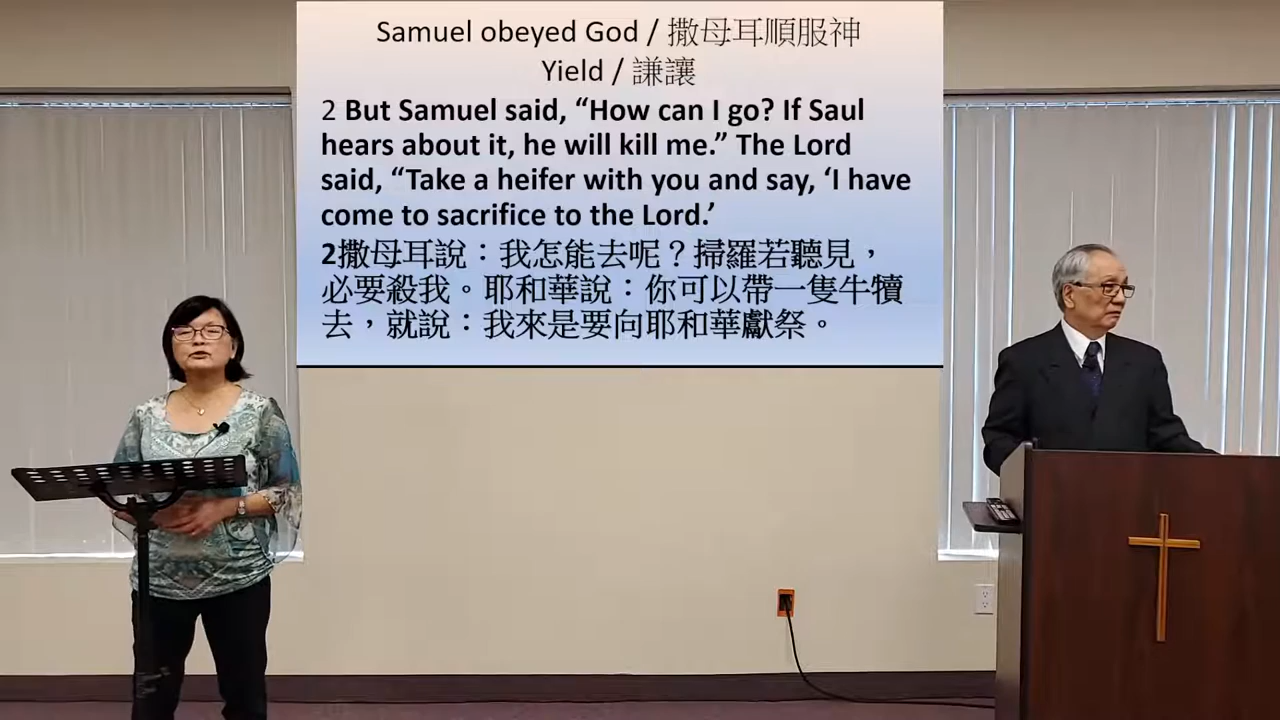 Samuel obeyed God / 撒母耳順服神
Yield / 謙讓
2 But Samuel said, “How can I go? If Saul
hears about it, he will kill me.” The Lord
said, “Take a heifer with you and say, ‘I have
come to sacrifice to the Lord.’
2撒母耳說：我怎能去呢？掃羅若聽見，
必要殺我。耶和華說：你可以帶一隻牛犢
去，就說：我來是要向耶和華獻祭。